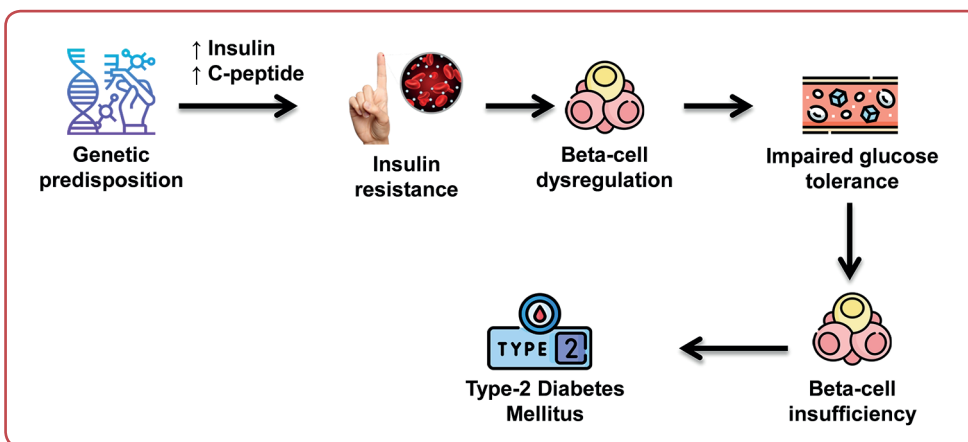 ↑ Insulin
↑ C-peptide
Genetic
predisposition
Insulin
resistance
Beta-cell
dysregulation
Impaired glucose
tolerance
Beta-cell
insufficiency
TYPE 2
Type-2 Diabetes
Mellitus